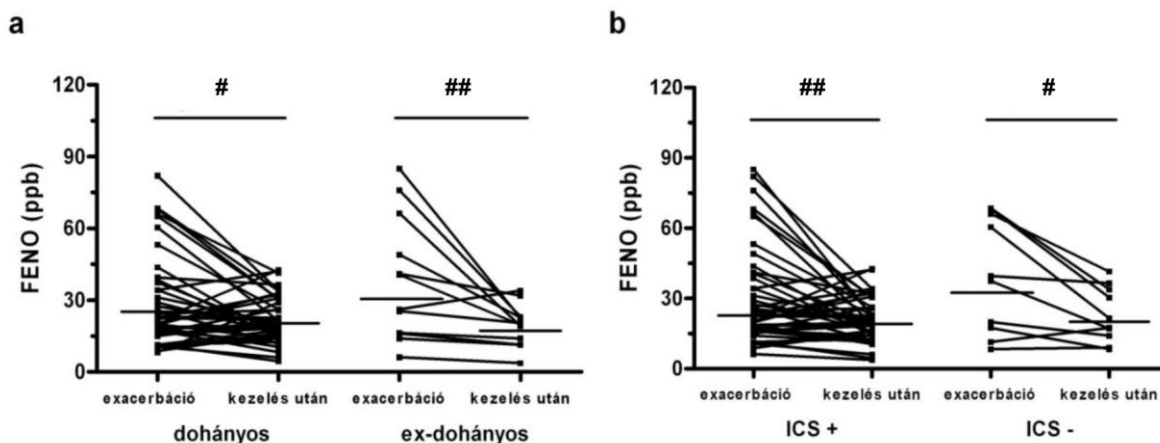 a
# ##
120
90
60
30
0
FENO (ppb)
exacerbáció kezelés után exacerbáció kezelés után
dohányos ex-dohányos
b
## #
120
90
60
30
0
FENO (ppb)
exacerbáció kezelés után exacerbáció kezelés után
ICS + ICS -